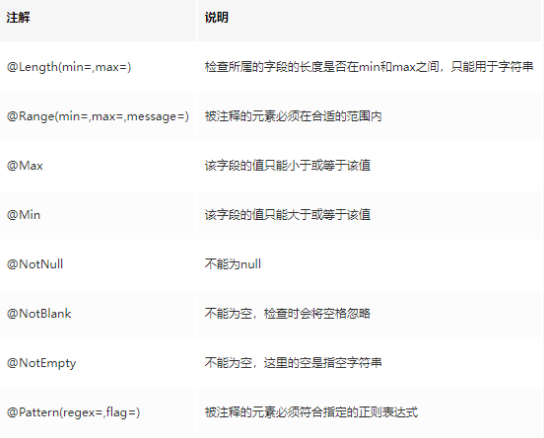 注解 说明
@Length(min=,max=) 检查所属的字段的长度是否在min和max之间，只能用于字符串
@Range(min=,max=,message=) 被注释的元素必须在合适的范围内
@Max 该字段的值只能小于或等于该值
@Min 该字段的值只能大于或等于该值
@NotNull 不能为null
@NotBlank 不能为空，检查时会将空格忽略
@NotEmpty 不能为空，这里的空是指空字符串
@Pattern(regex=,flag=) 被注释的元素必须符合指定的正则表达式